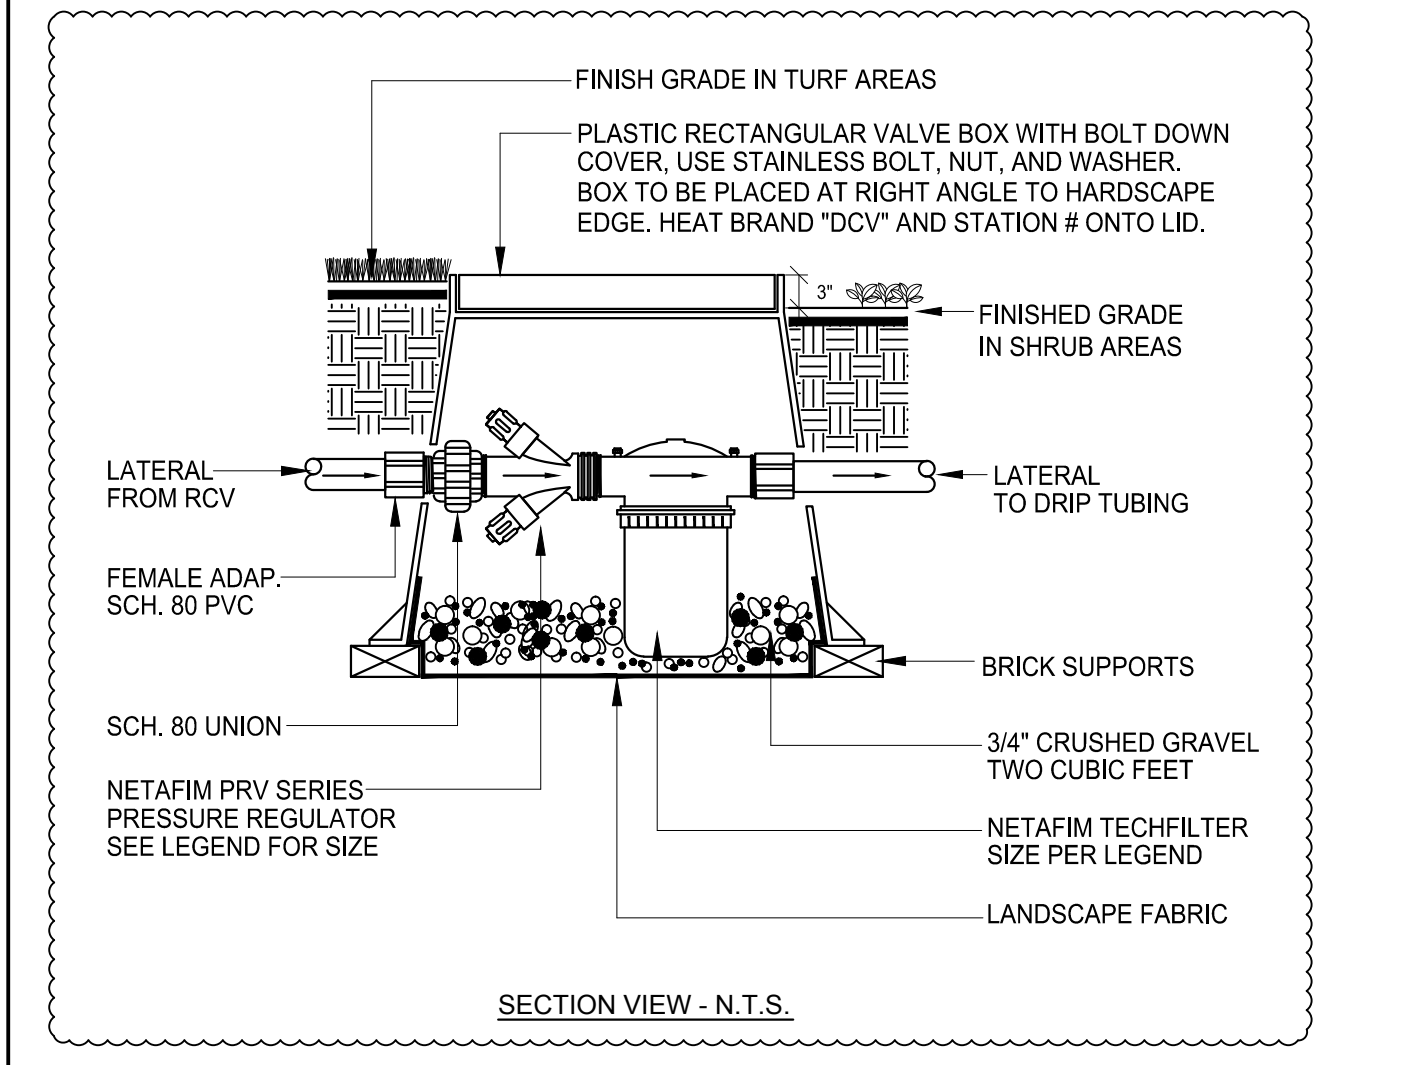 FINISH GRADE IN TURF AREAS
PLASTIC RECTANGULAR VALVE BOX WITH BOLT DOWN
COVER, USE STAINLESS BOLT, NUT, AND WASHER.
BOX TO BE PLACED AT RIGHT ANGLE TO HARDSCAPE
EDGE. HEAT BRAND "DCV" AND STATION # ONTO LID.
3"
FINISHED GRADE
IN SHRUB AREAS
LATERAL
FROM RCV
LATERAL
TO DRIP TUBING
FEMALE ADAP.
SCH. 80 PVC
BRICK SUPPORTS
SCH. 80 UNION
3/4" CRUSHED GRAVEL
TWO CUBIC FEET
NETAFIM PRV SERIES
PRESSURE REGULATOR
SEE LEGEND FOR SIZE
NETAFIM TECHFILTER
SIZE PER LEGEND
LANDSCAPE FABRIC
SECTION VIEW - N.T.S.